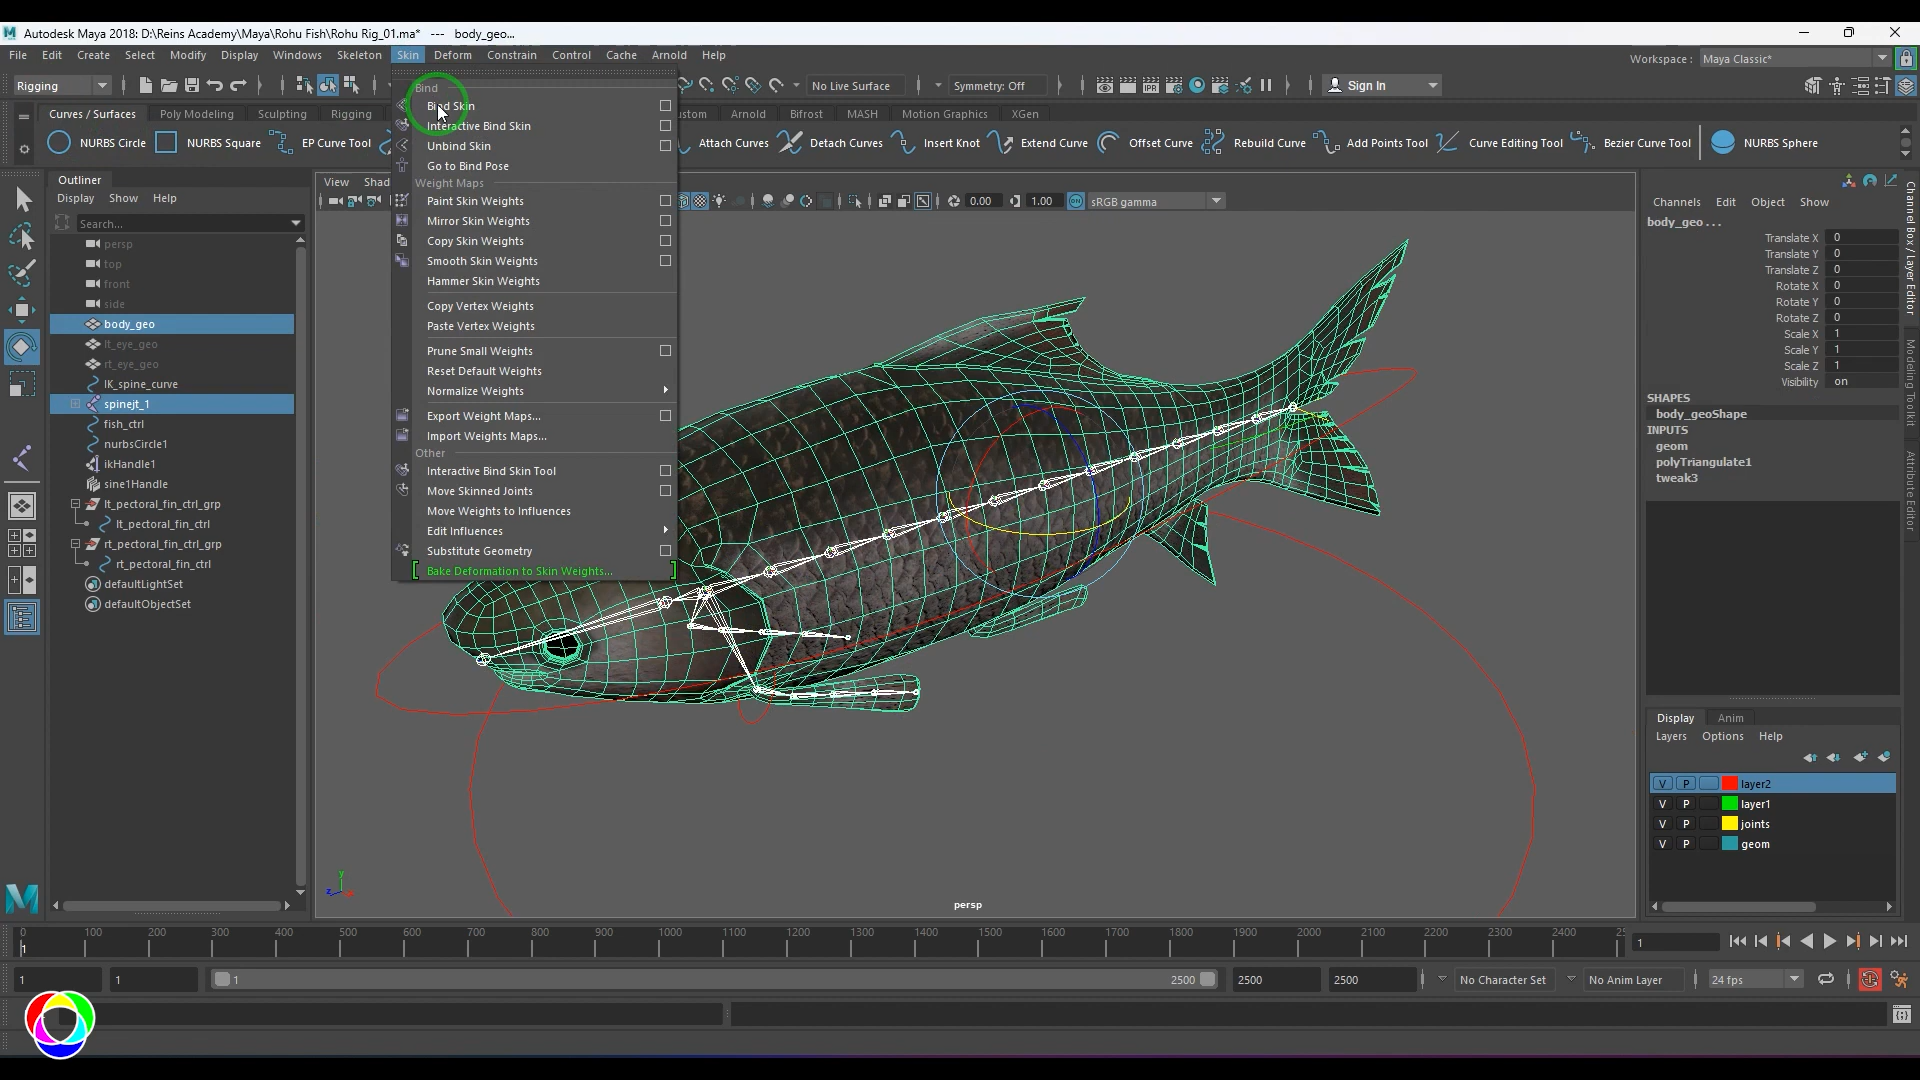 Autodesk Maya 2018: D:\Reins Academy\Maya\Rohu Fish\Rohu Rig_01.ma* --- body_geo...
File Edit Create Select Modify Display Windows Skeleton Skin Deform Constrain Control Cache Arnold Help
Workspace : Maya Classic*
Rigging
No Live Surface
Symmetry: Off
Sign In
Curves / Surfaces Poly Modeling Sculpting Rigging
Arnold Bifrost MASH Motion Graphics XGen
NURBS Circle NURBS Square EP Curve Tool
Attach Curves Detach Curves Insert Knot Extend Curve Offset Curve Rebuild Curve Add Points Tool Curve Editing Tool Bezier Curve Tool NURBS Sphere
Outliner
Display Show Help
Search...
persp
top
front
side
body_geo
lt_eye_geo
rt_eye_geo
IK_spine_curve
spinejt_1
fish_ctrl
nurbsCircle1
ikHandle1
sine1Handle
lt_pectoral_fin_ctrl_grp
lt_pectoral_fin_ctrl
rt_pectoral_fin_ctrl_grp
rt_pectoral_fin_ctrl
defaultLightSet
defaultObjectSet
View
Bind
Bind Skin
Interactive Bind Skin
Unbind Skin
Go to Bind Pose
Weight Maps
Paint Skin Weights
Mirror Skin Weights
Copy Skin Weights
Smooth Skin Weights
Hammer Skin Weights
Copy Vertex Weights
Paste Vertex Weights
Prune Small Weights
Reset Default Weights
Normalize Weights
Export Weight Maps...
Import Weights Maps...
Other
Interactive Bind Skin Tool
Move Skinned Joints
Move Weights to Influences
Edit Influences
Substitute Geometry
Bake Deformation to Skin Weights...
0.00
1.00
sRGB gamma
persp
y
z
Channels Edit Object Show
body_geo . . .
Translate X 0
Translate Y 0
Translate Z 0
Rotate X 0
Rotate Y 0
Rotate Z 0
Scale X 1
Scale Y 1
Scale Z 1
Visibility on
SHAPES
body_geoShape
INPUTS
geom
polyTriangulate1
tweak3
Channel Box / Layer Editor
Modeling Toolkit
Attribute Editor
Display Anim
Layers Options Help
V P layer2
V P layer1
V P joints
V P geom
0 100 200 300 400 500 600 700 800 900 1000 1100 1200 1300 1400 1500 1600 1700 1800 1900 2000 2100 2200 2300 2400
1
1
1
1
1
2500
2500
2500
No Character Set
No Anim Layer
24 fps